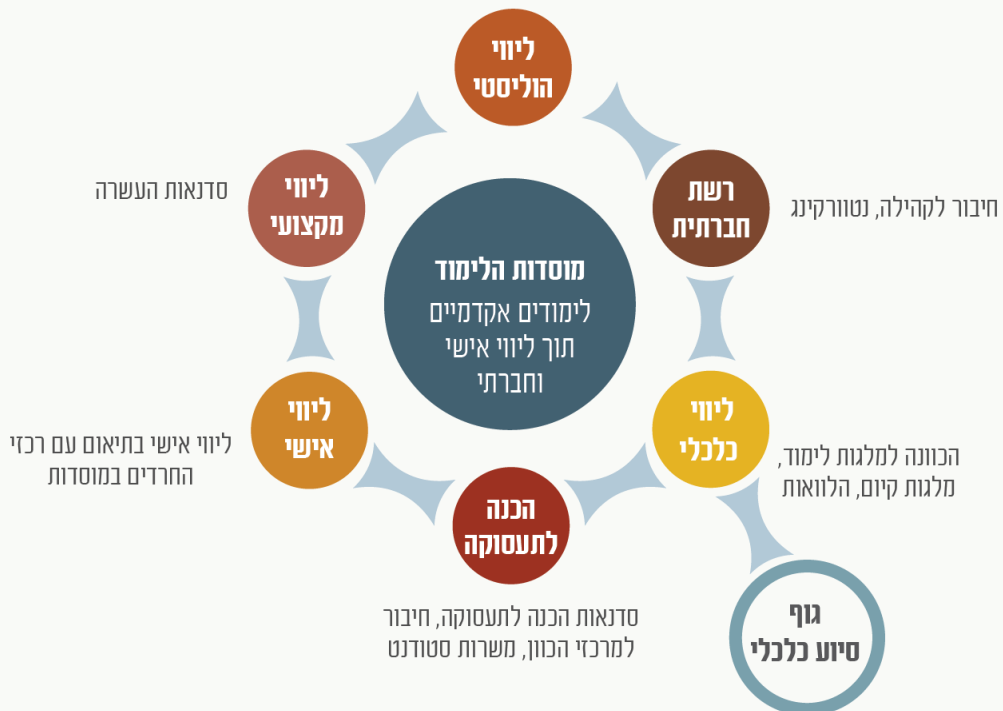 ליווי
הוליסטי
רשת
חברתית
חיבור לקהילה, נטוורקינג
ליווי
מקצועי
סדנאות העשרה
מוסדות הלימוד
לימודים אקדמיים
תוך ליווי אישי
וחברתי
ליווי
כלכלי
הכוונה למלגות לימוד,
מלגות קיום, הלוואות
ליווי
אישי
ליווי אישי בתיאום עם רכזי
החרדים במוסדות
הכנה
לתעסוקה
סדנאות הכנה לתעסוקה, חיבור
למרכזי הכוון, משרות סטודנט
גוף
סיוע כלכלי